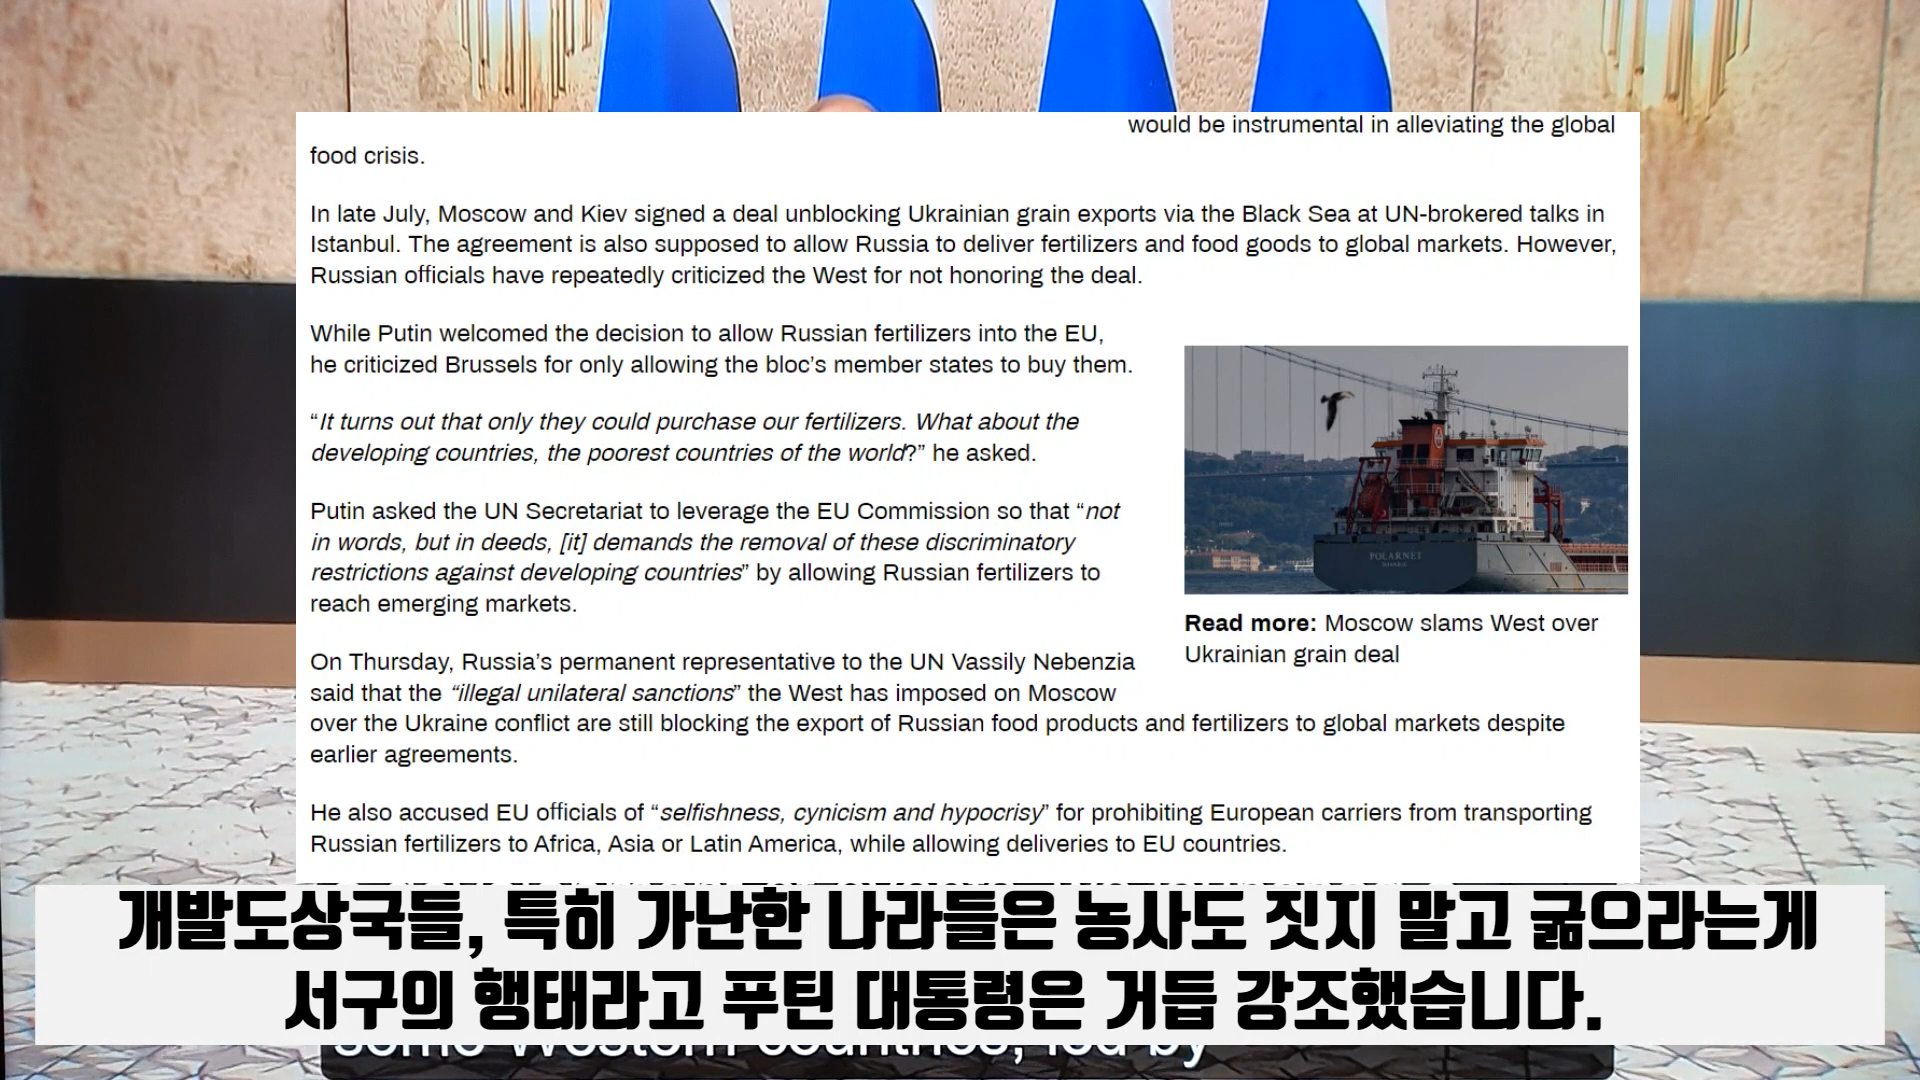 would be instrumental in alleviating the global
food crisis.
In late July, Moscow and Kiev signed a deal unblocking Ukrainian grain exports via the Black Sea at UN-brokered talks in
Istanbul. The agreement is also supposed to allow Russia to deliver fertilizers and food goods to global markets. However,
Russian officials have repeatedly criticized the West for not honoring the deal.
While Putin welcomed the decision to allow Russian fertilizers into the EU,
he criticized Brussels for only allowing the bloc’s member states to buy them.
“It turns out that only they could purchase our fertilizers. What about the
developing countries, the poorest countries of the world?” he asked.
Putin asked the UN Secretariat to leverage the EU Commission so that “not
in words, but in deeds, [it] demands the removal of these discriminatory
restrictions against developing countries” by allowing Russian fertilizers to
reach emerging markets.
POLARNET
ISTANBUL
Read more: Moscow slams West over
Ukrainian grain deal
On Thursday, Russia’s permanent representative to the UN Vassily Nebenzia
said that the “illegal unilateral sanctions” the West has imposed on Moscow
over the Ukraine conflict are still blocking the export of Russian food products and fertilizers to global markets despite
earlier agreements.
He also accused EU officials of “selfishness, cynicism and hypocrisy” for prohibiting European carriers from transporting
Russian fertilizers to Africa, Asia or Latin America, while allowing deliveries to EU countries.
개발도상국들, 특히 가난한 나라들은 농사도 짓지 말고 굶으라는게
서구의 행태라고 푸틴 대통령은 거듭 강조했습니다.
some Western countries, led by